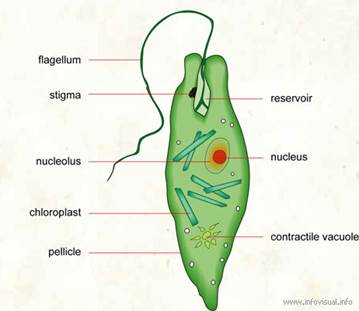 flagellum
stigma
reservoir
nucleolus
nucleus
chloroplast
contractile vacuole
pellicle
www.infovisual.info